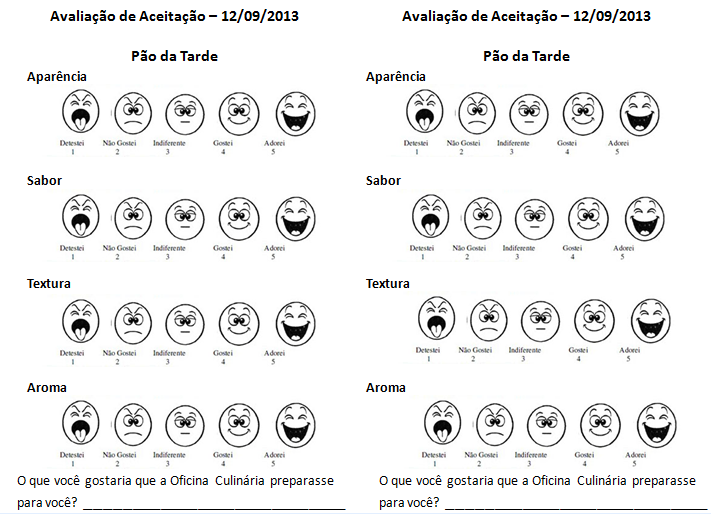 Avaliação de Aceitação – 12/09/2013
Pão da Tarde
Aparência
Detestei Não Gostei Indiferente Gostei Adorei
1 2 3 4 5
Sabor
Detestei Não Gostei Indiferente Gostei Adorei
1 2 3 4 5
Textura
Detestei Não Gostei Indiferente Gostei Adorei
1 2 3 4 5
Aroma
Detestei Não Gostei Indiferente Gostei Adorei
1 2 3 4 5
O que você gostaria que a Oficina Culinária preparasse
para você? ____________________________
Avaliação de Aceitação – 12/09/2013
Pão da Tarde
Aparência
Detestei Não Gostei Indiferente Gostei Adorei
1 2 3 4 5
Sabor
Detestei Não Gostei Indiferente Gostei Adorei
1 2 3 4 5
Textura
Detestei Não Gostei Indiferente Gostei Adorei
1 2 3 4 5
Aroma
Detestei Não Gostei Indiferente Gostei Adorei
1 2 3 4 5
O que você gostaria que a Oficina Culinária preparasse
para você? ____________________________